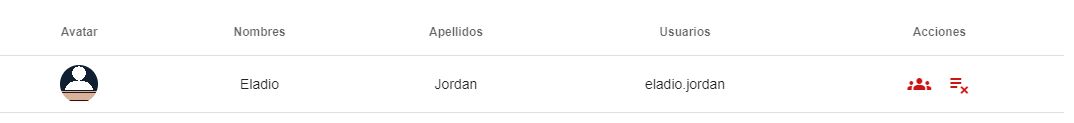 Avatar Nombres Apellidos Usuarios Acciones
Eladio Jordan eladio.jordan